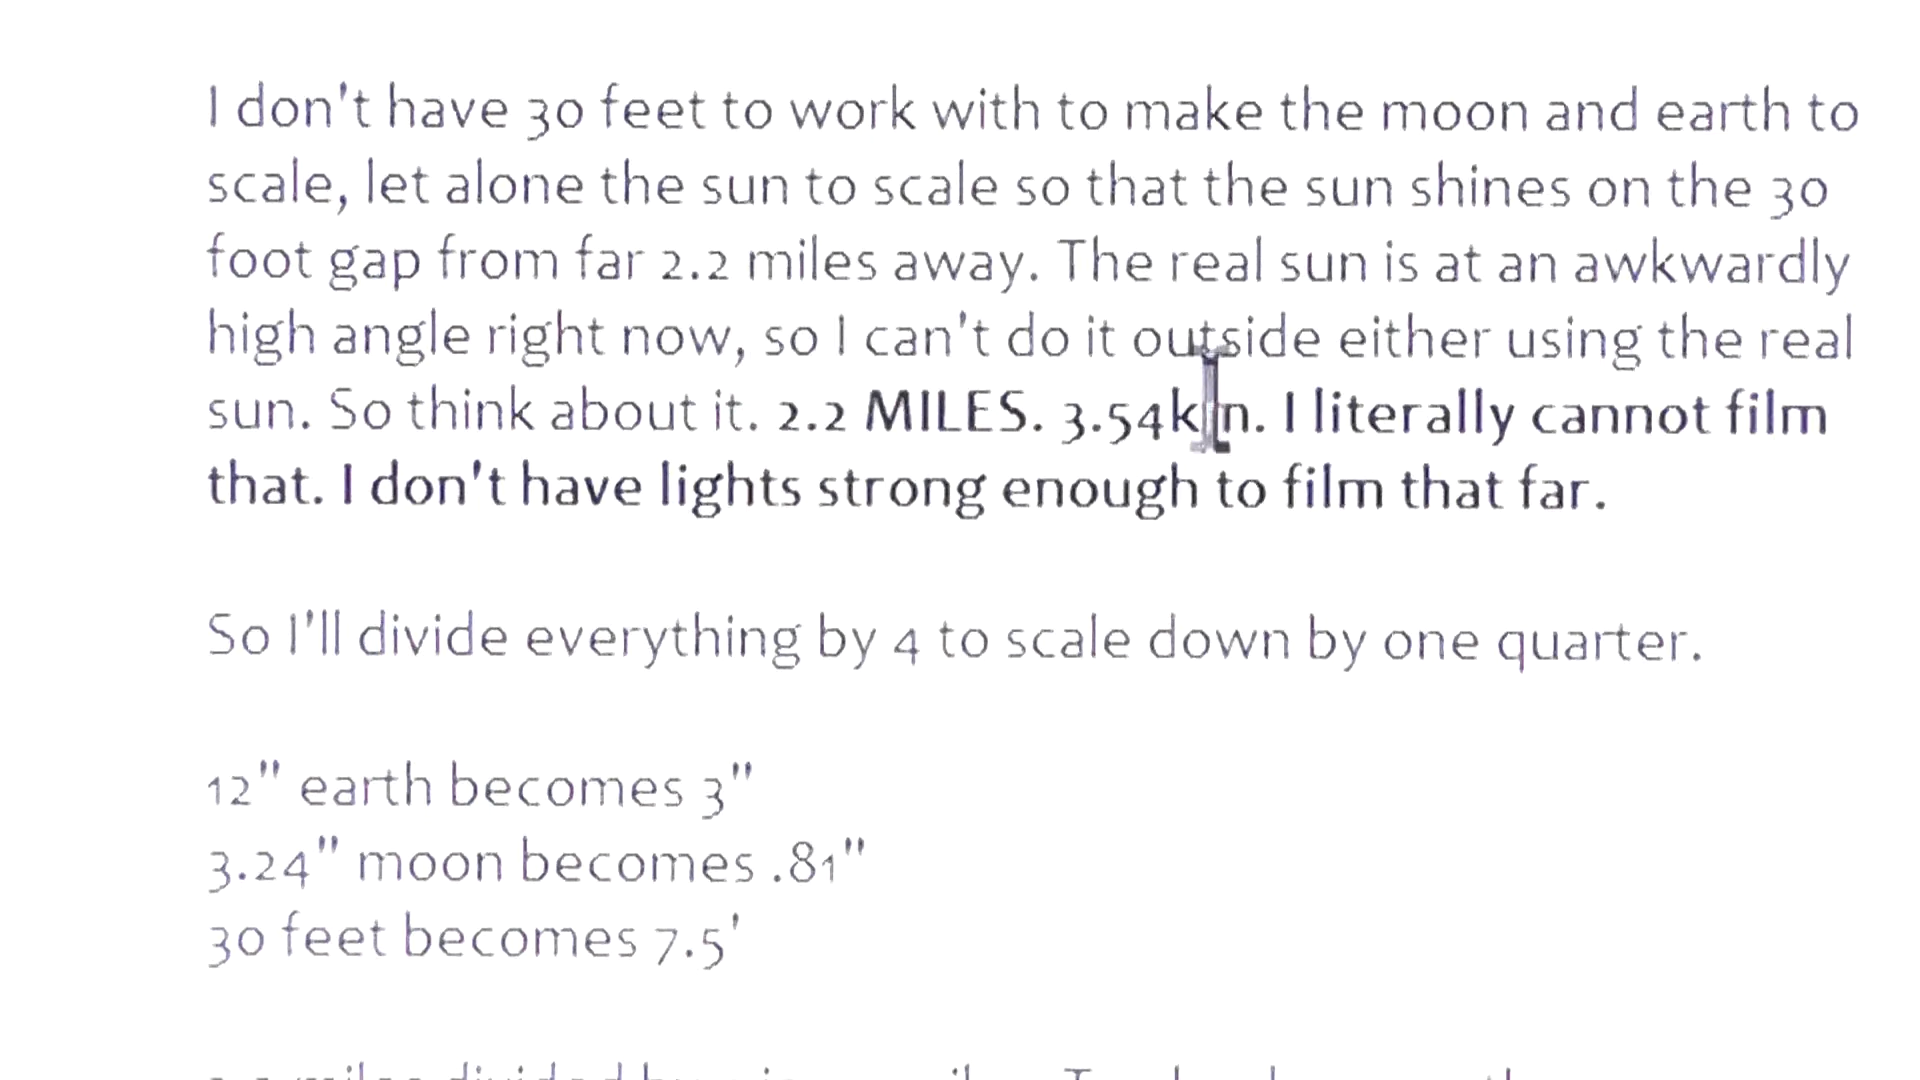 I don't have 30 feet to work with to make the moon and earth to
scale, let alone the sun to scale so that the sun shines on the 30
foot gap from far 2.2 miles away. The real sun is at an awkwardly
high angle right now, so I can't do it outside either using the real
sun. So think about it. 2.2 MILES. 3.54km. I literally cannot film
that. I don't have lights strong enough to film that far.
So I'll divide everything by 4 to scale down by one quarter.
12" earth becomes 3"
3.24" moon becomes .81"
30 feet becomes 7.5'